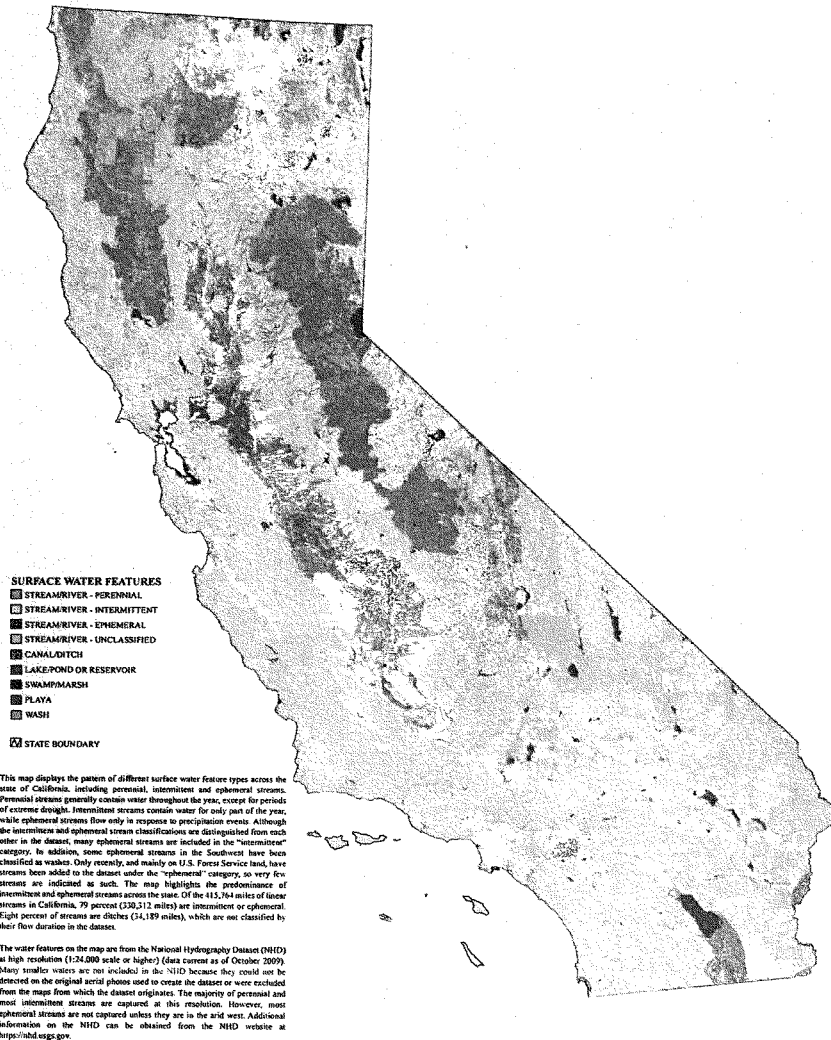 SURFACE WATER FEATURES
STREAM/RIVER - PERENNIAL
STREAM/RIVER - INTERMITTENT
STREAM/RIVER - EPHEMERAL
STREAM/RIVER - UNCLASSIFIED
CANAL/DITCH
LAKE/POND OR RESERVOIR
SWAMP/MARSH
PLAYA
WASH
STATE BOUNDARY
This map displays the pattern of different surface water feature types across the
state of California, including perennial, intermittent and ephemeral streams.
Perennial streams generally contain water throughout the year, except for periods
of extreme drought. Intermittent streams contain water for only part of the year,
while ephemeral streams flow only in response to precipitation events. Although
the intermittent and ephemeral stream classifications are distinguished from each
other in the dataset, many ephemeral streams are included in the "intermittent"
category. In addition, some ephemeral streams in the Southwest have been
classified as washes. Only recently, and mainly on U.S. Forest Service land, have
streams been added to the dataset under the "ephemeral" category, so very few
streams are indicated as such. The map highlights the predominance of
intermittent and ephemeral streams across the state. Of the 415,764 miles of linear
streams in California, 79 percent (330,312 miles) are intermittent or ephemeral.
Eight percent of streams are ditches (34,189 miles), which are not classified by
their flow duration in the dataset.
The water features on the map are from the National Hydrography Dataset (NHD)
at high resolution (1:24,000 scale or higher) (data current as of October 2009).
Many smaller waters are not included in the NHD because they could not be
detected on the original aerial photos used to create the dataset or were excluded
from the maps from which the dataset originates. The majority of perennial and
most intermittent streams are captured at this resolution. However, most
ephemeral streams are not captured unless they are in the arid west. Additional
information on the NHD can be obtained from the NHD website at
https://nhd.usgs.gov.